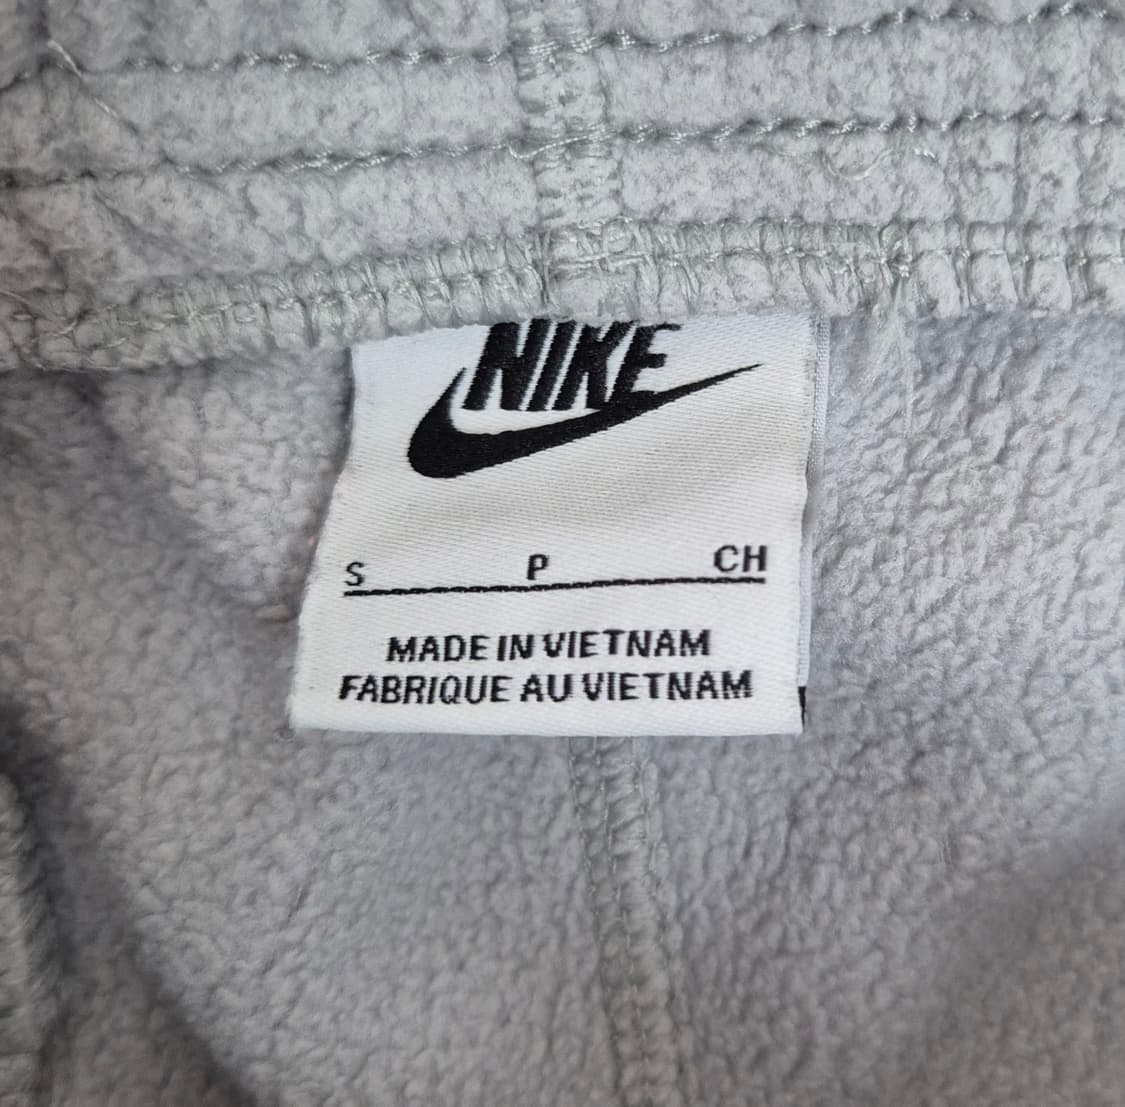 NIKE
S P CH
MADE IN VIETNAM
FABRIQUE AU VIETNAM